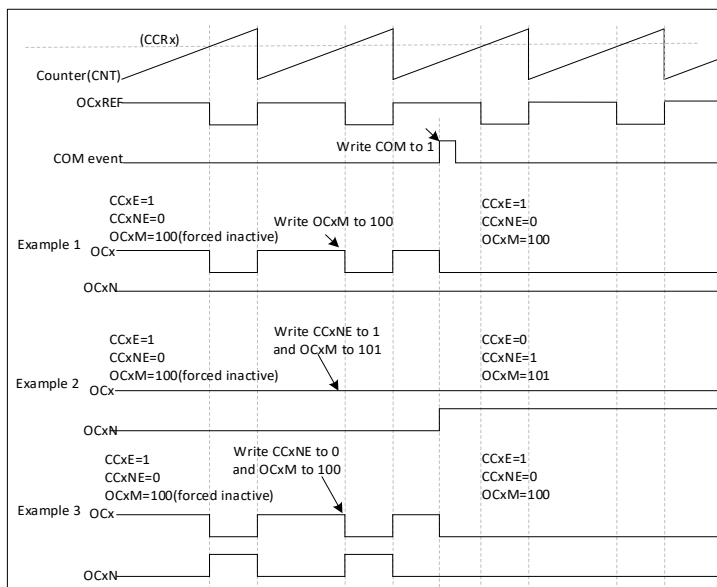 (CCRx)
Counter(CNT)
OCxREF
Write COM to 1
COM event
CCxE=1
CCxNE=0
OCxM=100(forced inactive)
Write OCxM to 100
CCxE=1
CCxNE=0
OCxM=100
Example 1
OCx
OCxN
CCxE=1
CCxNE=0
OCxM=100(forced inactive)
Write CCxNE to 1
and OCxM to 101
CCxE=0
CCxNE=1
OCxM=101
Example 2
OCx
OCxN
CCxE=1
CCxNE=0
OCxM=100(forced inactive)
Write CCxNE to 0
and OCxM to 100
CCxE=1
CCxNE=0
OCxM=100
Example 3
OCx
OCxN